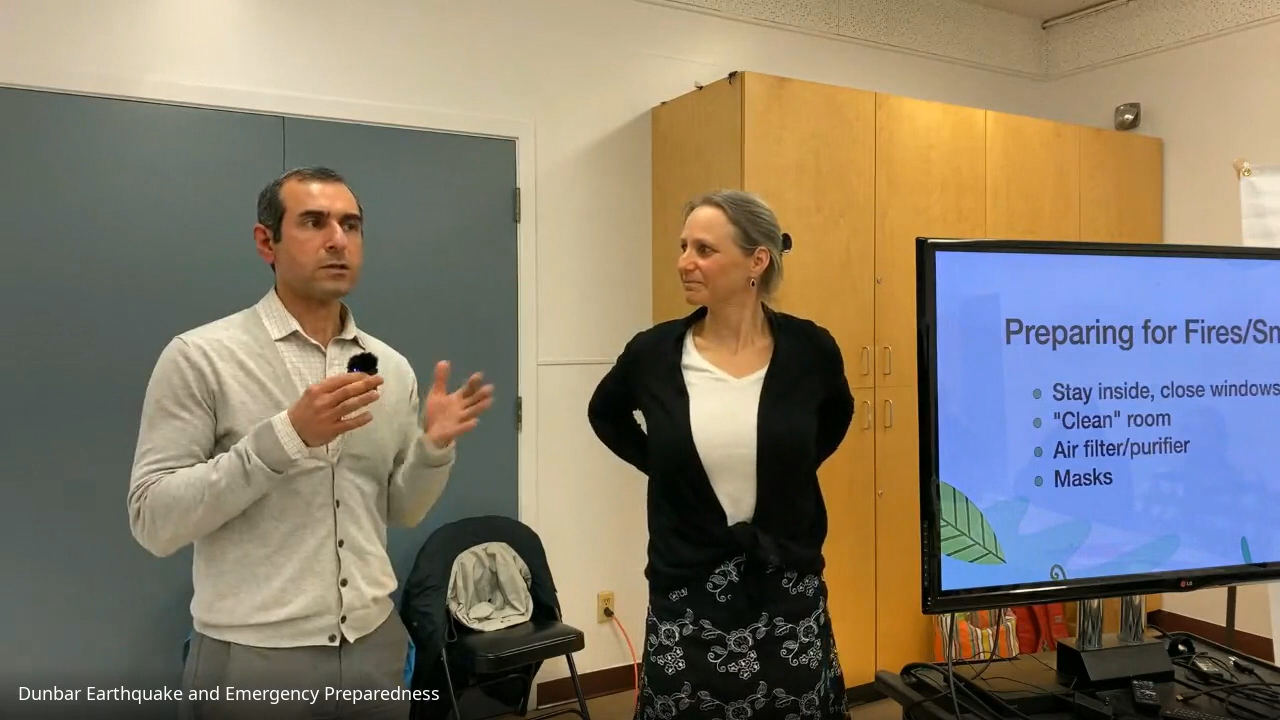 Preparing for Fires/Sm
Stay inside, close windows
"Clean" room
Air filter/purifier
Masks
LG
Dunbar Earthquake and Emergency Preparedness